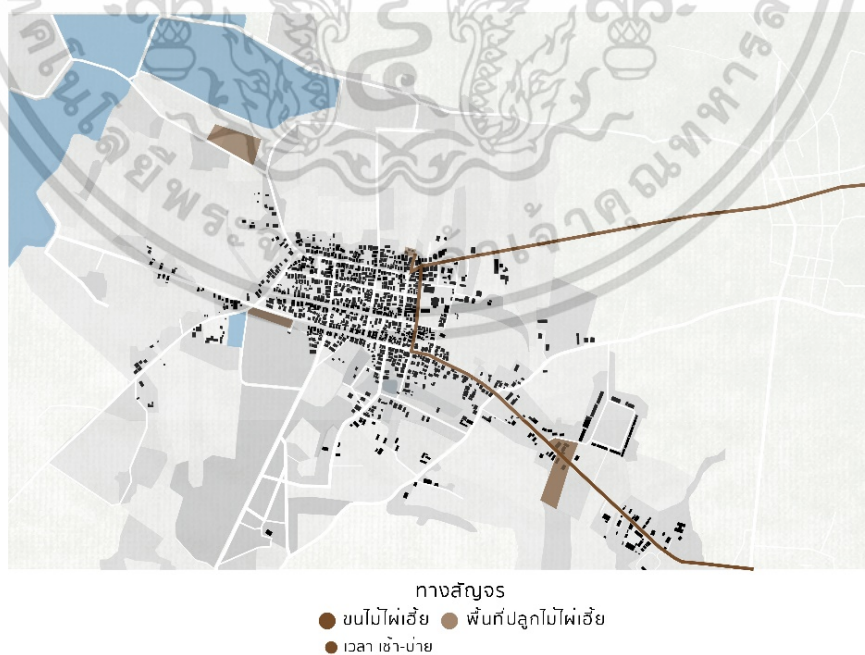 ทางสัญจร
ขนไม้ไผ่เฮี้ย พื้นที่ปลูกไม้ไผ่เฮี้ย
เวลา เช้า-บ่าย